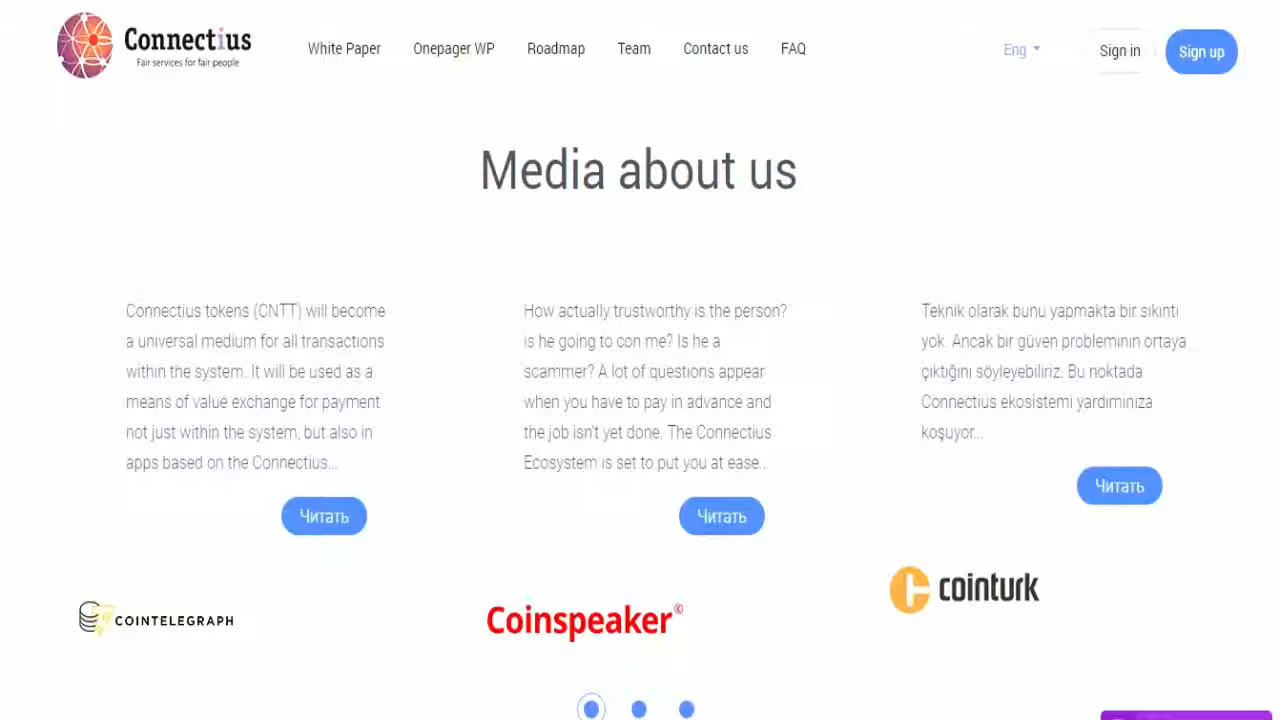 Connectius
Fair services for fair people
White Paper
Onepager WP
Roadmap
Team
Contact us
FAQ
Eng
Sign in
Sign up
Media about us
Connectius tokens (CNTT) will become
a universal medium for all transactions
within the system. It will be used as a
means of value exchange for payment
not just within the system, but also in
apps based on the Connectius...
Читать
COINTELEGRAPH
How actually trustworthy is the person?
is he going to con me? Is he a
scammer? A lot of questions appear
when you have to pay in advance and
the job isn't yet done. The Connectius
Ecosystem is set to put you at ease...
Читать
Coinspeaker©
Teknik olarak bunu yapmakta bir sıkıntı
yok. Ancak bir güven probleminin ortaya
çıktığını söyleyebiliriz. Bu noktada
Connectius ekosistemi yardımınıza
koşuyor...
Читать
cointurk